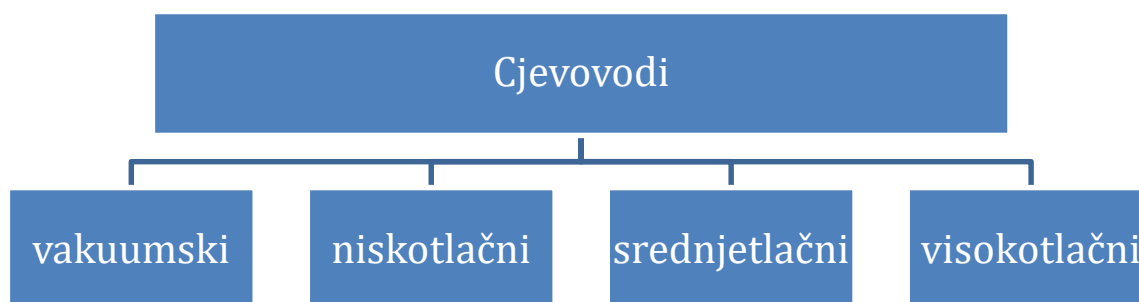 Cjevovodi
vakuumski
niskotlačni
srednjetlačni
visokotlačni